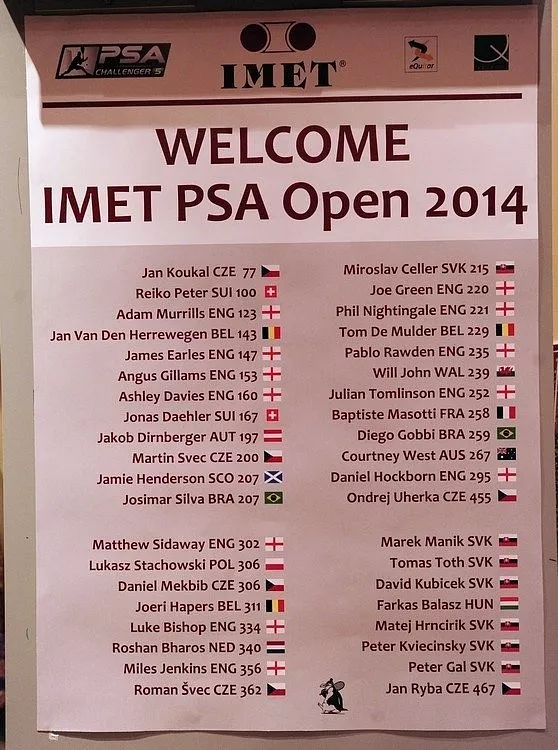 PSA
CHALLENGER 5
IMET®
eQuitor
WELCOME
IMET PSA Open 2014
Jan Koukal CZE 77
Reiko Peter SUI 100
Adam Murrills ENG 123
Jan Van Den Herrewegen BEL 143
James Earles ENG 147
Angus Gillams ENG 153
Ashley Davies ENG 160
Jonas Daehler SUI 167
Jakob Dirnberger AUT 197
Martin Svec CZE 200
Jamie Henderson SCO 207
Josimar Silva BRA 207
Miroslav Celler SVK 215
Joe Green ENG 220
Phil Nightingale ENG 221
Tom De Mulder BEL 229
Pablo Rawden ENG 235
Will John WAL 239
Julian Tomlinson ENG 252
Baptiste Masotti FRA 258
Diego Gobbi BRA 259
Courtney West AUS 267
Daniel Hockborn ENG 295
Ondrej Uherka CZE 455
Matthew Sidaway ENG 302
Lukasz Stachowski POL 306
Daniel Mekbib CZE 306
Joeri Hapers BEL 311
Luke Bishop ENG 334
Roshan Bharos NED 340
Miles Jenkins ENG 356
Roman Švec CZE 362
Marek Manik SVK
Tomas Toth SVK
David Kubicek SVK
Farkas Balasz HUN
Matej Hrncirik SVK
Peter Kviecinsky SVK
Peter Gal SVK
Jan Ryba CZE 467